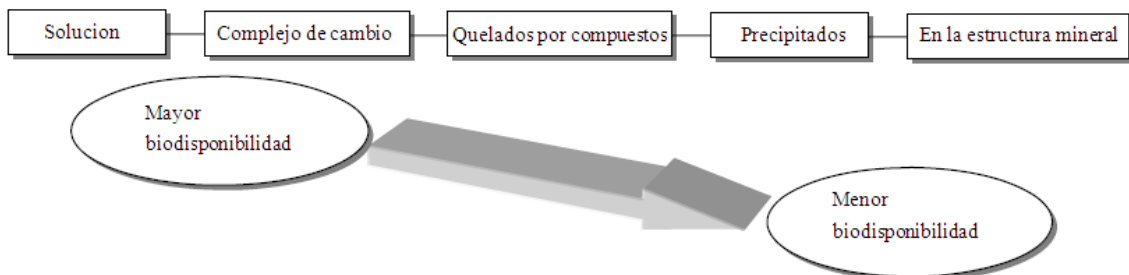 Solucion
Complejo de cambio
Quelados por compuestos
Precipitados
En la estructura mineral
Mayor
biodisponibilidad
Menor
biodisponibilidad